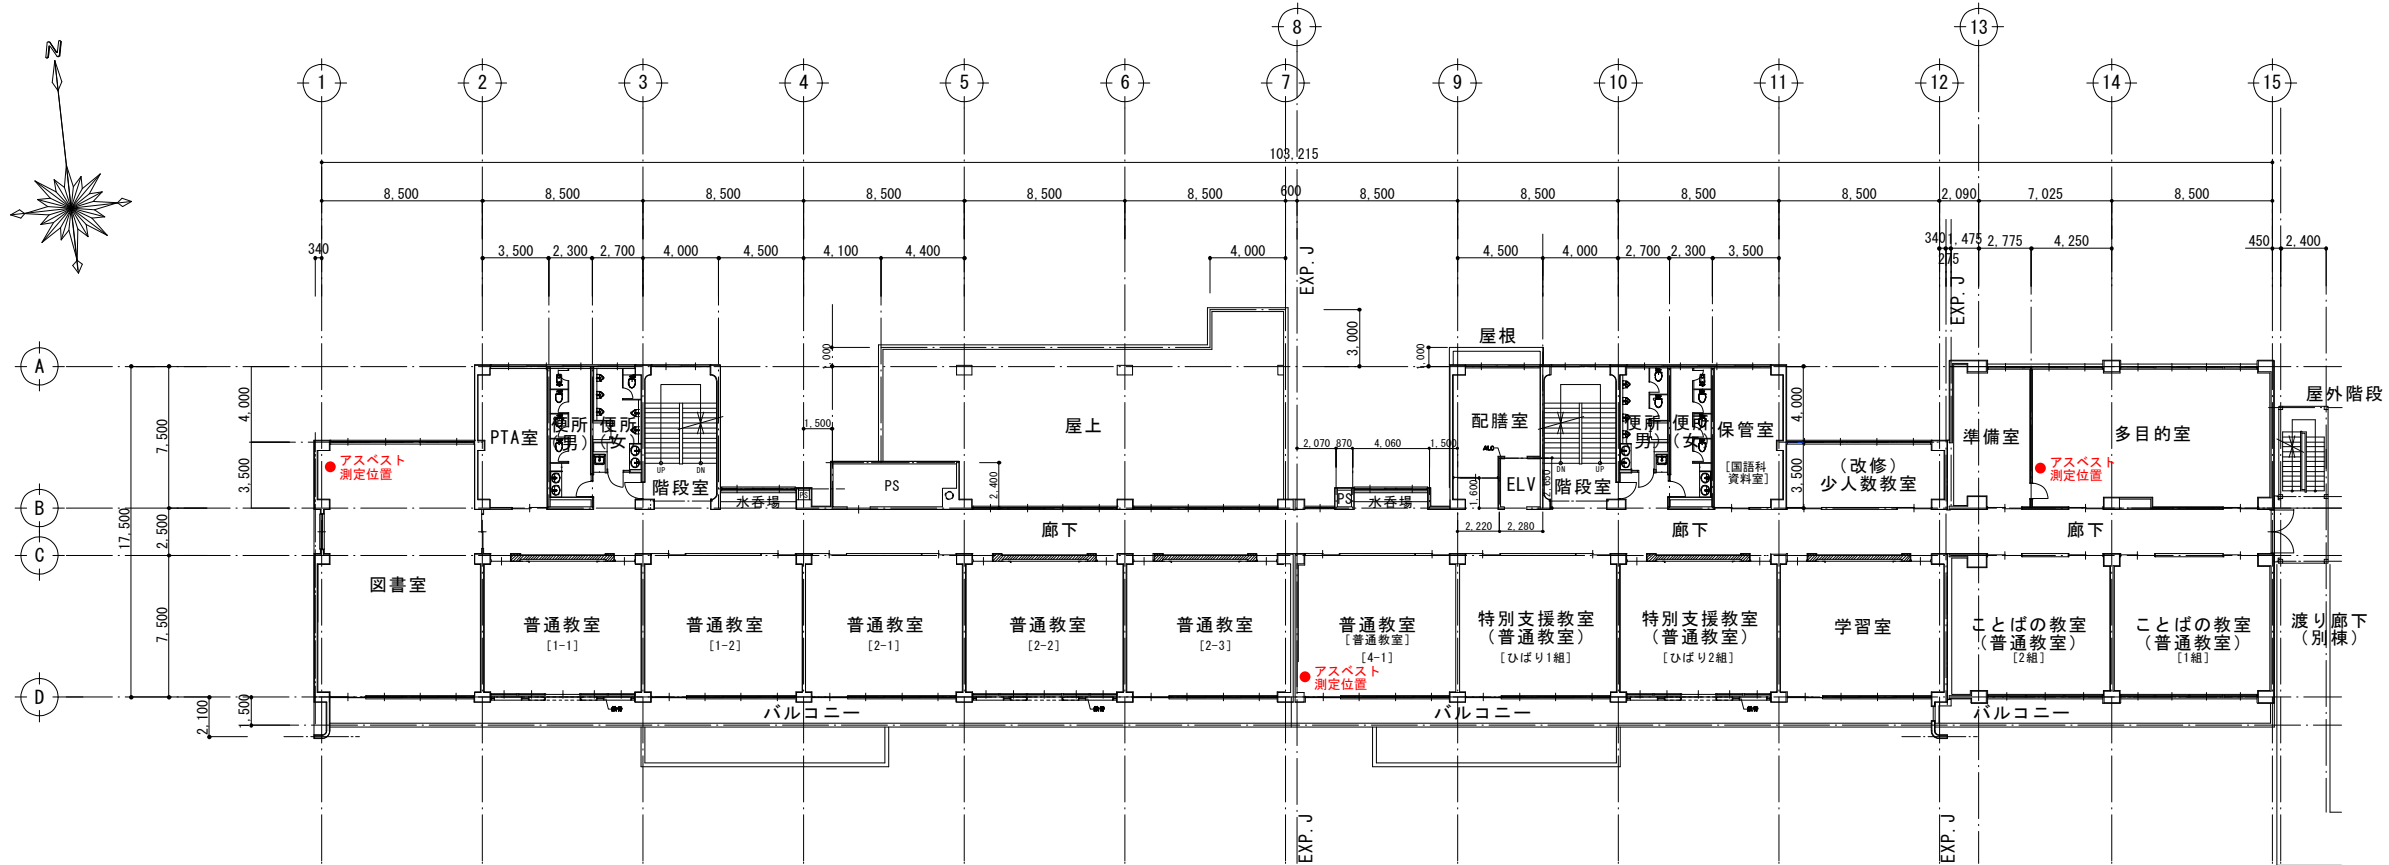 N
8
13
1
2
3
4
5
6
7
9
10
11
12
14
15
103,215
8,500
8,500
8,500
8,500
8,500
8,500
600
8,500
8,500
8,500
8,500
2,090
7,025
8,500
340
3,500
2,300
2,700
4,000
4,500
4,100
4,400
4,000
EXP.J
4,500
4,000
2,700
2,300
3,500
340
1,475
2,775
4,250
275
450
2,400
EXP.J
3,000
屋根
A
B
C
D
17,500
7,500
2,500
7,500
4,000
3,500
2,100
1,500
アスベスト
測定位置
PTA室
便所
(男)
便所
(女)
UP
DN
階段室
水呑場
PS
1,500
PS
2,400
屋上
2,070
870
4,060
1,500
PS
水呑場
配膳室
ELV
1,600
2,650
2,220
2,280
DN
UP
階段室
便所
(男)
便所
(女)
保管室
[国語科
資料室]
4,000
3,500
(改修)
少人数教室
準備室
多目的室
アスベスト
測定位置
屋外階段
廊下
廊下
廊下
図書室
普通教室
[1-1]
普通教室
[1-2]
普通教室
[2-1]
普通教室
[2-2]
普通教室
[2-3]
普通教室
[普通教室]
[4-1]
アスベスト
測定位置
特別支援教室
(普通教室)
[ひばり1組]
特別支援教室
(普通教室)
[ひばり2組]
学習室
ことばの教室
(普通教室)
[2組]
ことばの教室
(普通教室)
[1組]
渡り廊下
(別棟)
バルコニー
バルコニー
バルコニー
EXP.J
EXP.J